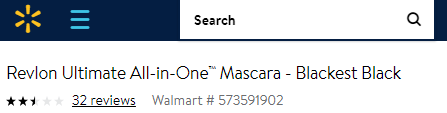 Search
Revlon Ultimate All-in-One™ Mascara - Blackest Black
32 reviews Walmart # 573591902